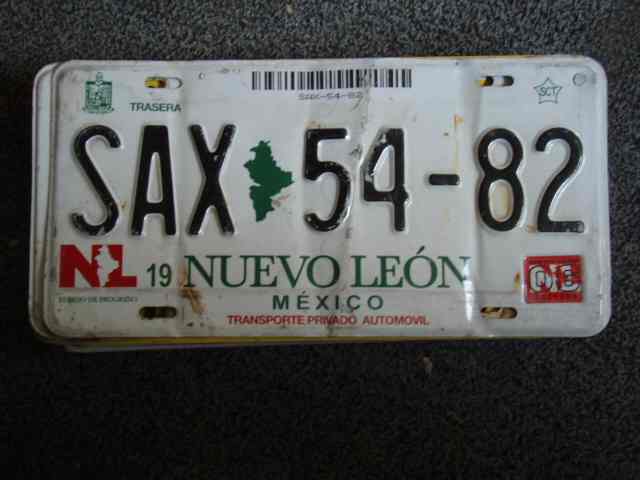 TRASERA
SAX-54-82
SCT
SAX 54-82
NL 19 NUEVO LEÓN
MÉXICO
TRANSPORTE PRIVADO AUTOMOVIL